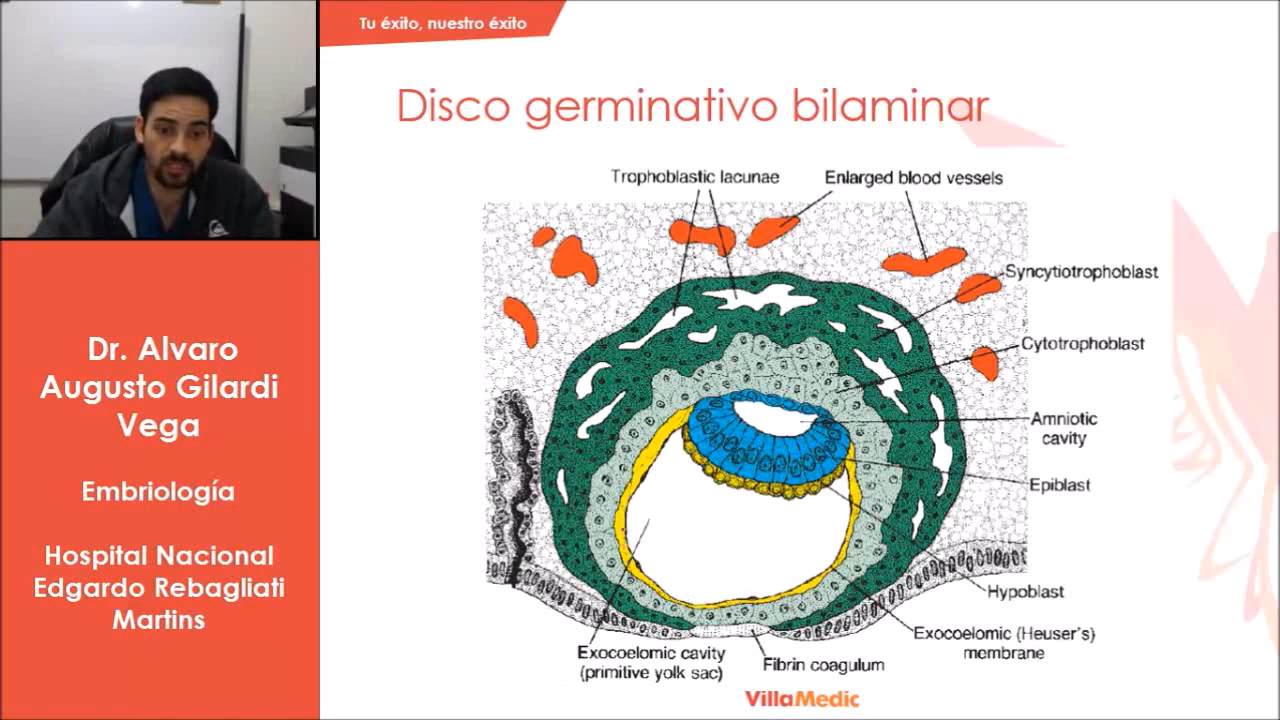 Tu éxito, nuestro éxito
Disco germinativo bilaminar
Trophoblastic lacunae
Enlarged blood vessels
Syncytiotrophoblast
Cytotrophoblast
Amniotic
cavity
Epiblast
Hypoblast
Exocoelomic (Heuser's)
membrane
Fibrin coagulum
Exocoelomic cavity
(primitive yolk sac)
VillaMedic
Dr. Alvaro
Augusto Gilardi
Vega
Embriología
Hospital Nacional
Edgardo Rebagliati
Martins